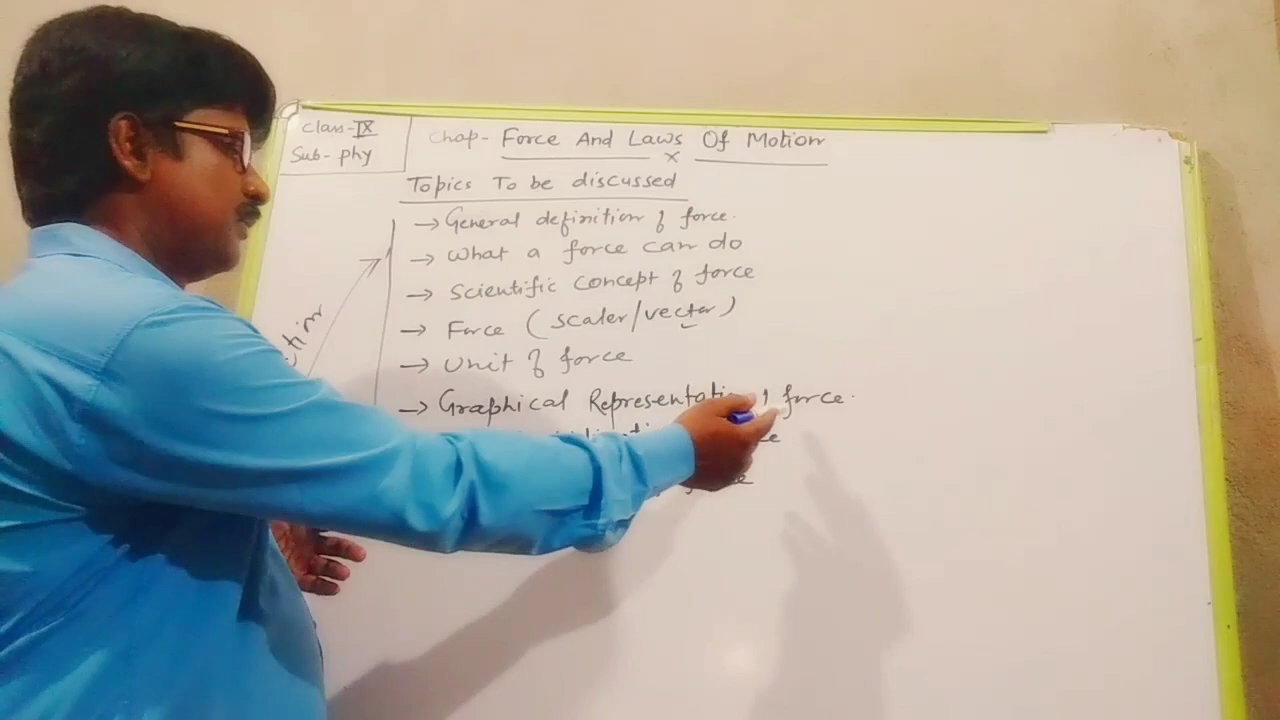 Class-IX
Sub- phy
Chap- Force And Laws Of Motion
x
Topics To be discussed
→ General definition of force.
→ What a force can do
→ Scientific concept of force
→ Force (Scaler/vector)
→ Unit of force
→ Graphical Representation of force.